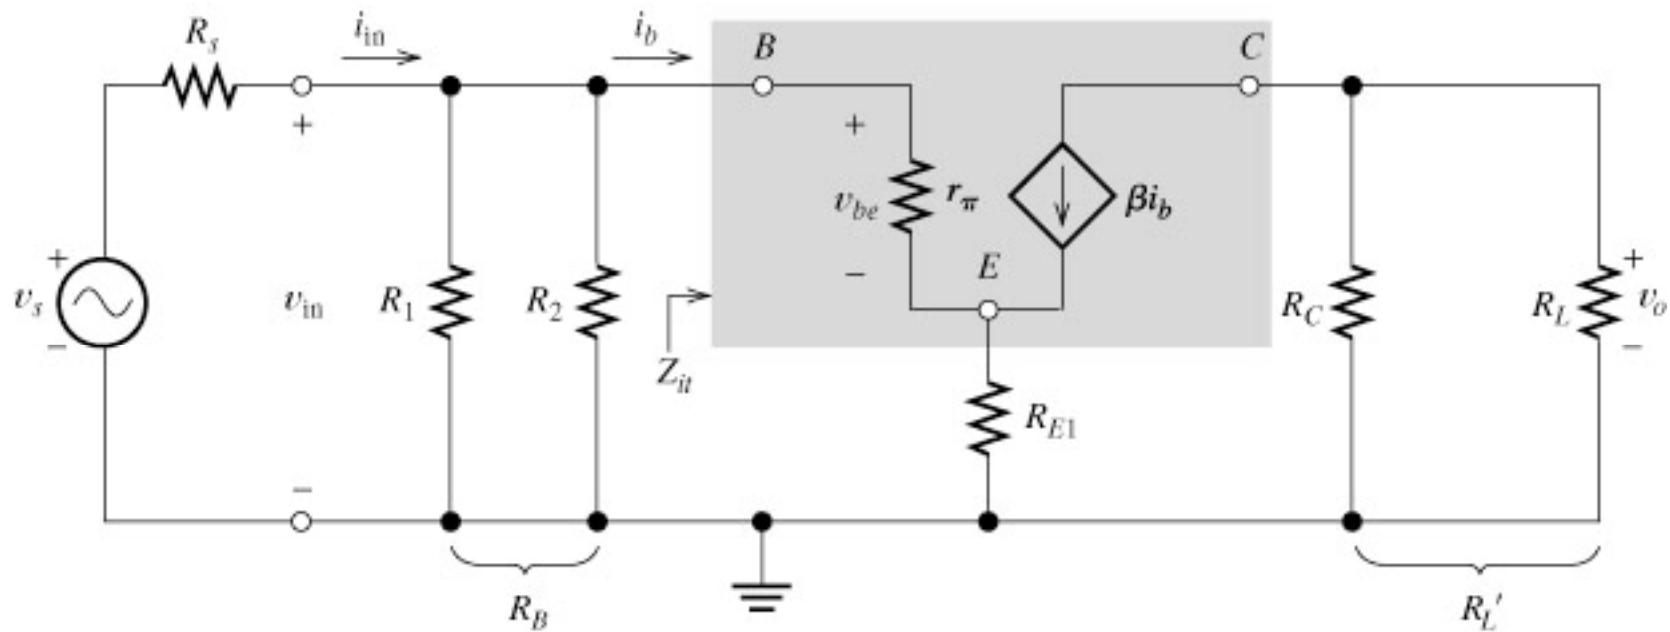 R_s
i_in
i_b
B
C
+
+
v_be
r_π
βi_b
−
E
+
v_s
−
v_in
R_1
R_2
Z_it
R_C
R_L
+
v_o
−
R_E1
−
R_B
R_L'